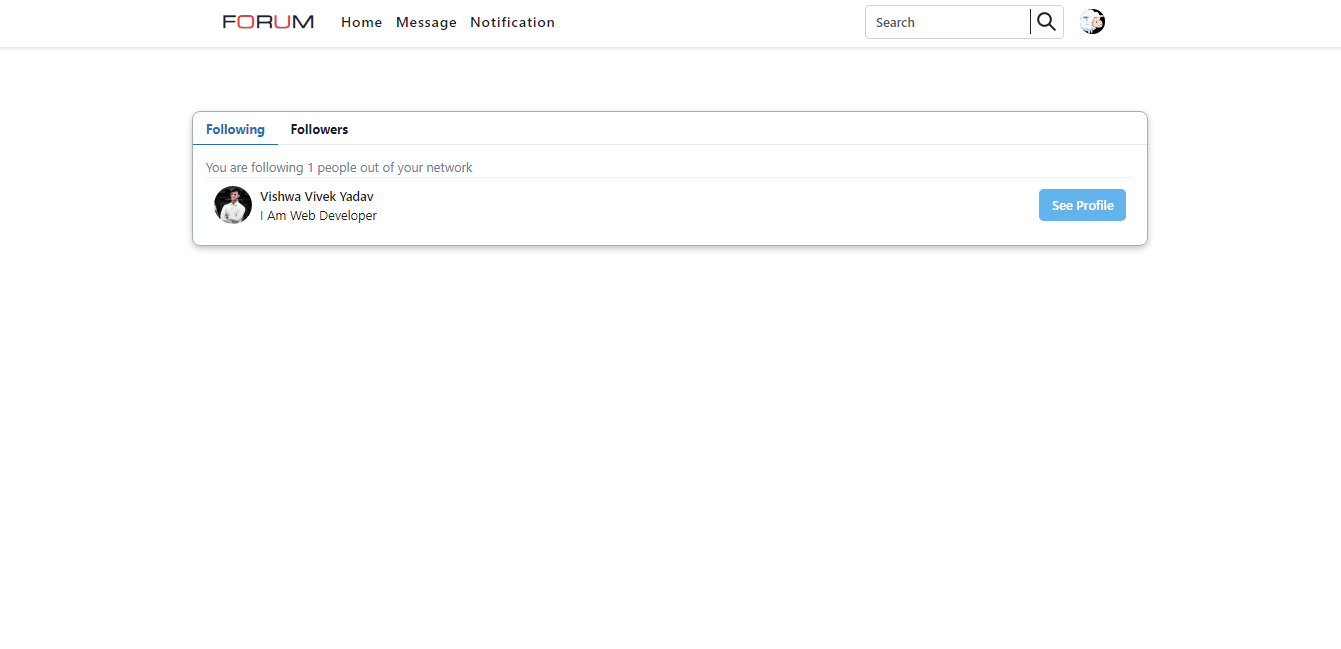 FORUM Home Message Notification Search
Following Followers
You are following 1 people out of your network
Vishwa Vivek Yadav
I Am Web Developer
See Profile